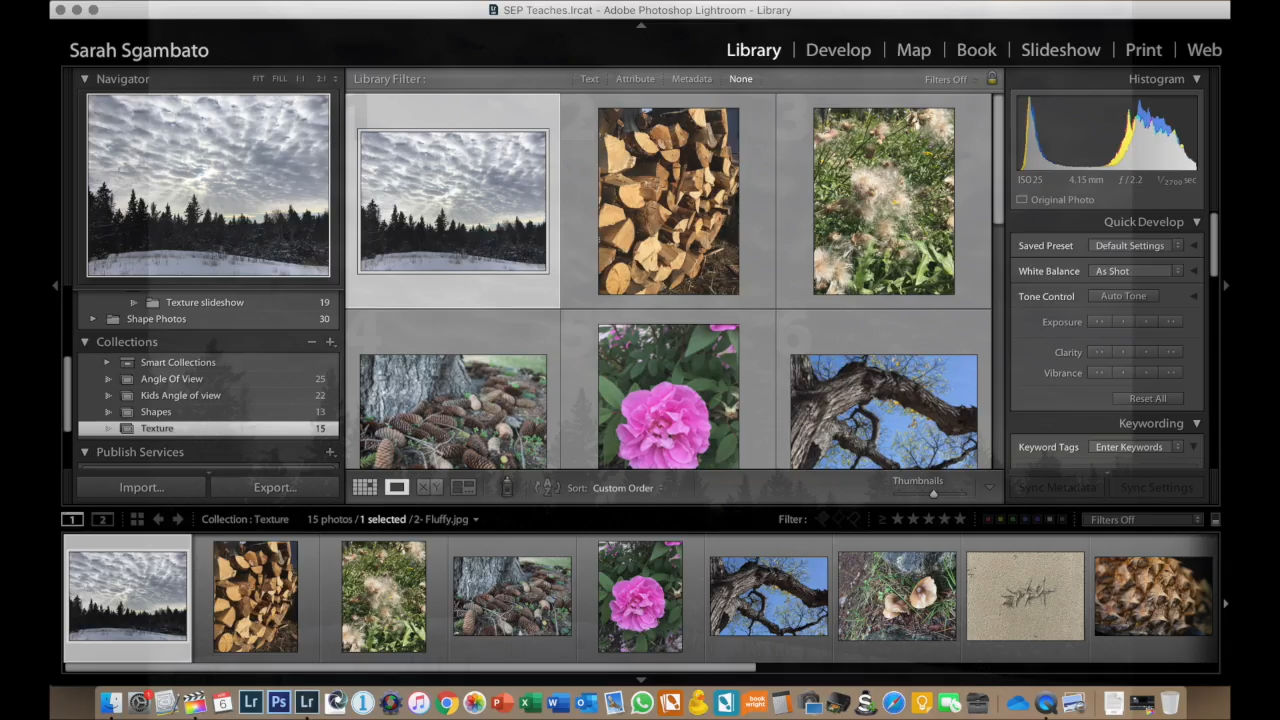 SEP Teaches.lrcat - Adobe Photoshop Lightroom - Library
Sarah Sgambato
Library | Develop | Map | Book | Slideshow | Print | Web
Navigator FIT FILL 1:1 2:1
Library Filter : Text Attribute Metadata None Filters Off
Histogram
ISO 25 4.15 mm ƒ / 2.2 1/2700 sec
Original Photo
Quick Develop
Saved Preset Default Settings
White Balance As Shot
Tone Control Auto Tone
Exposure
Clarity
Vibrance
Reset All
Keywording
Keyword Tags Enter Keywords
Sync Metadata Sync Settings
Texture slideshow 19
Shape Photos 30
Collections
Smart Collections
Angle Of View 25
Kids Angle of view 22
Shapes 13
Texture 15
Publish Services
Import... Export...
X Y
Sort: Custom Order
Thumbnails
1 2 Collection : Texture 15 photos / 1 selected / 2- Fluffy.jpg Filter : Filters Off
6 Lr Ps Lr
book
wright